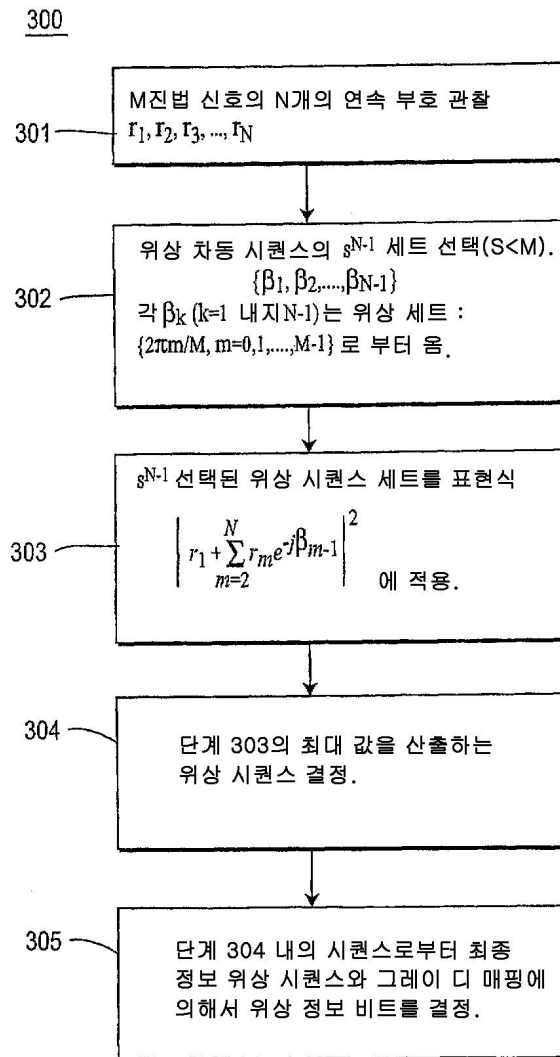 300
301
M진법 신호의 N개의 연속 부호 관찰
r₁, r₂, r₃, ..., r_N
302
위상 차동 시퀀스의 s^{N-1} 세트 선택(S<M).
{β₁, β₂,....,β_{N-1}}
각 β_k (k=1 내지N-1)는 위상 세트 :
{2πm/M, m=0,1,....,M-1} 로 부터 옴.
303
s^{N-1} 선택된 위상 시퀀스 세트를 표현식
| r₁ + ∑_{m=2}^{N} r_m e^{-jβ_{m-1}} |² 에 적용.
304
단계 303의 최대 값을 산출하는
위상 시퀀스 결정.
305
단계 304 내의 시퀀스로부터 최종
정보 위상 시퀀스와 그레이 디 매핑에
의해서 위상 정보 비트를 결정.